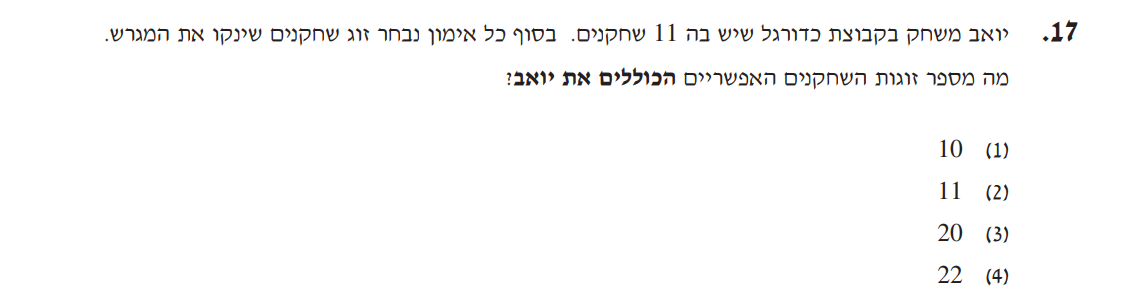 17. יואב משחק בקבוצת כדורגל שיש בה 11 שחקנים. בסוף כל אימון נבחר זוג שחקנים שינקו את המגרש.
מה מספר זוגות השחקנים האפשריים הכוללים את יואב?
(1) 10
(2) 11
(3) 20
(4) 22